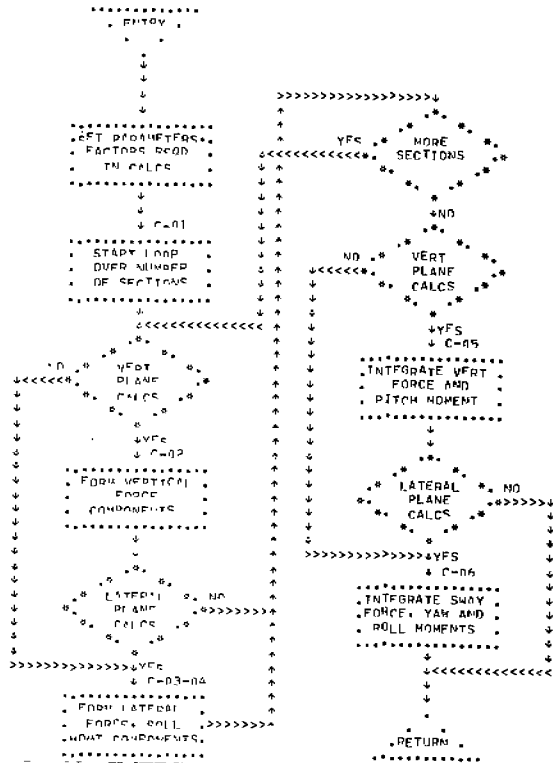 ENTRY
SET PARAMETERS
FACTORS REQD
IN CALCS
C-01
START LOOP
OVER NUMBER
OF SECTIONS
NO
VERT
PLANE
CALCS
YES
C-02
FORM VERTICAL
FORCE
COMPONENTS
LATERAL
PLANE
CALCS
NO
YES
C-03-04
FORM LATERAL
FORCE, ROLL
MOMT COMPONENTS
YES
MORE
SECTIONS
NO
NO
VERT
PLANE
CALCS
YES
C-05
INTEGRATE VERT
FORCE AND
PITCH MOMENT
LATERAL
PLANE
CALCS
NO
YES
C-06
INTEGRATE SWAY
FORCE, YAW AND
ROLL MOMENTS
RETURN